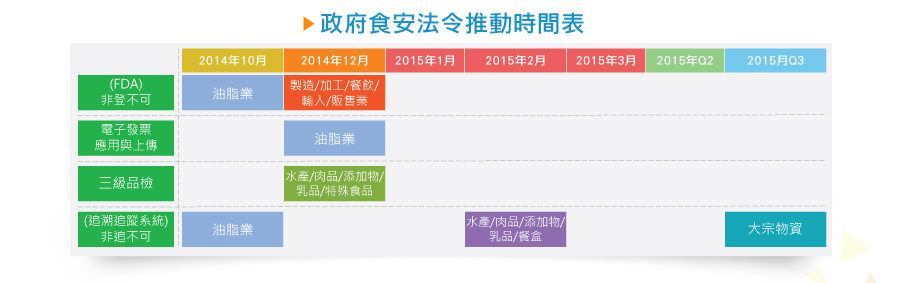 政府食安法令推動時間表
2014年10月 2014年12月 2015年1月 2015年2月 2015年3月 2015年Q2 2015月Q3
(FDA)
非登不可
油脂業
製造/加工/餐飲/
輸入/販售業
電子發票
應用與上傳
油脂業
三級品檢
水產/肉品/添加物/
乳品/特殊食品
(追溯追蹤系統)
非追不可
油脂業
水產/肉品/添加物/
乳品/餐盒
大宗物資